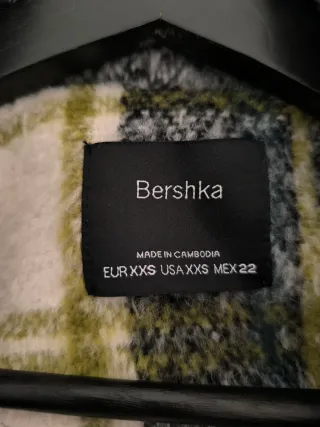 Bershka
MADE IN CAMBODIA
EUR XXS USA XXS MEX 22